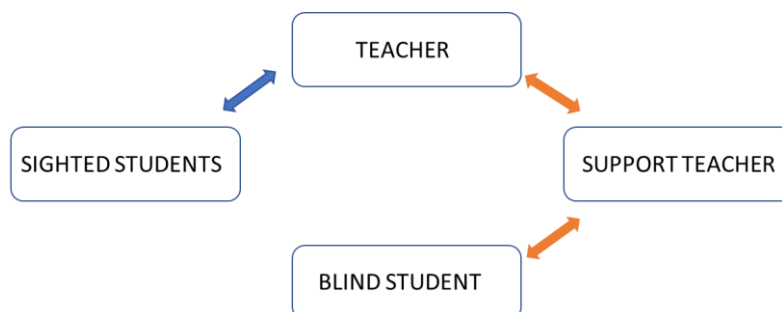 TEACHER
SIGHTED STUDENTS
SUPPORT TEACHER
BLIND STUDENT